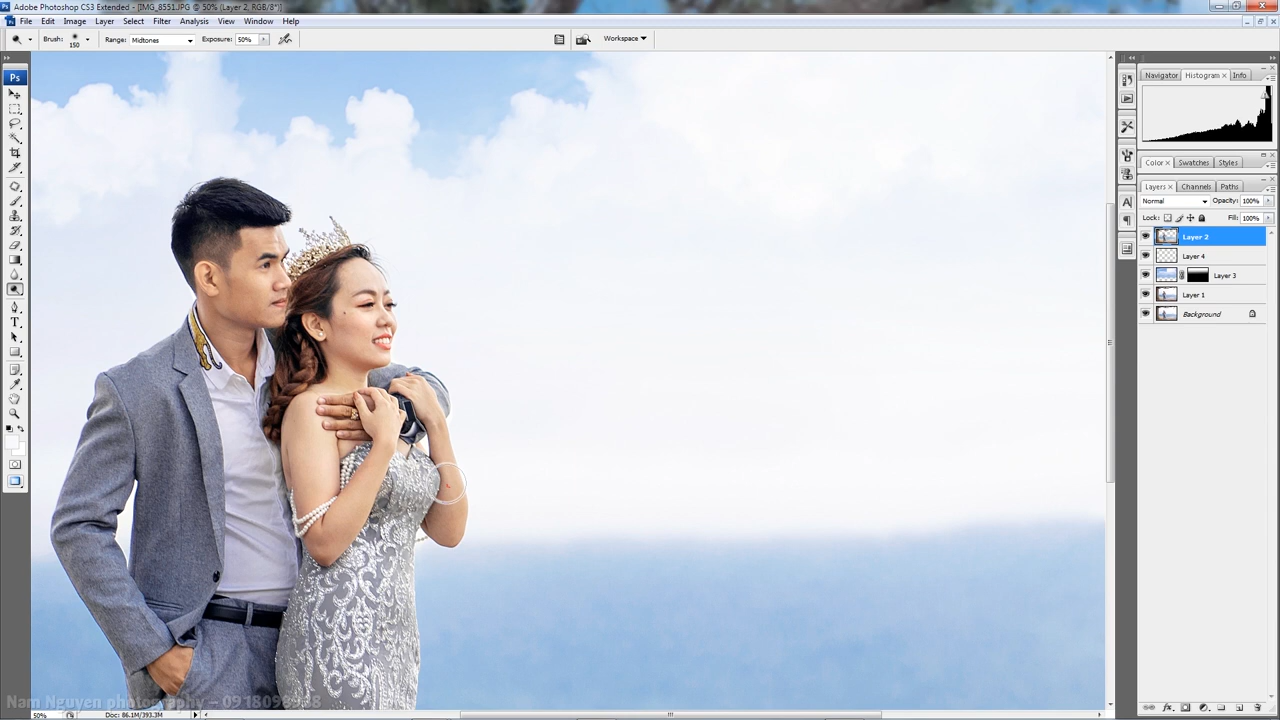 Adobe Photoshop CS3 Extended - [IMG_8551.JPG @ 50% (Layer 2, RGB/8*)]
File Edit Image Layer Select Filter Analysis View Window Help
Brush: 150 Range: Midtones Exposure: 50% Workspace
Ps
Navigator Histogram x Info
Color x Swatches Styles
Layers x Channels Paths
Normal Opacity: 100%
Lock: Fill: 100%
Layer 2
Layer 4
Layer 3
Layer 1
Background
Nam Nguyen photography - 0918098
50% Doc: 86.1M/393.3M